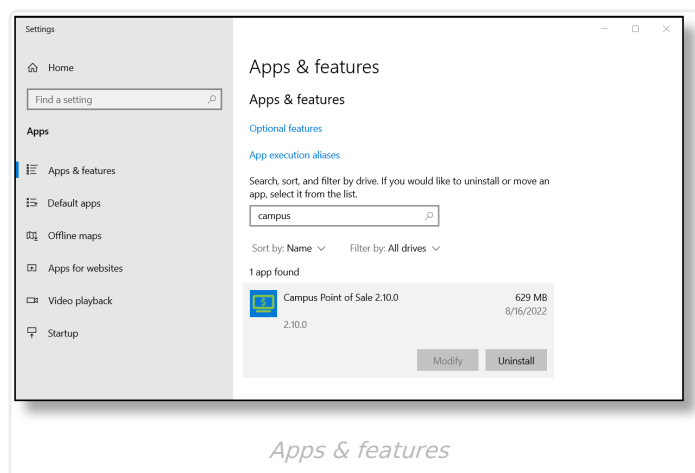 Settings
Home
Find a setting
Apps
Apps & features
Default apps
Offline maps
Apps for websites
Video playback
Startup
Apps & features
Apps & features
Optional features
App execution aliases
Search, sort, and filter by drive. If you would like to uninstall or move an
app, select it from the list.
campus
Sort by: Name Filter by: All drives
1 app found
Campus Point of Sale 2.10.0 629 MB
8/16/2022
2.10.0
Modify Uninstall
Apps & features